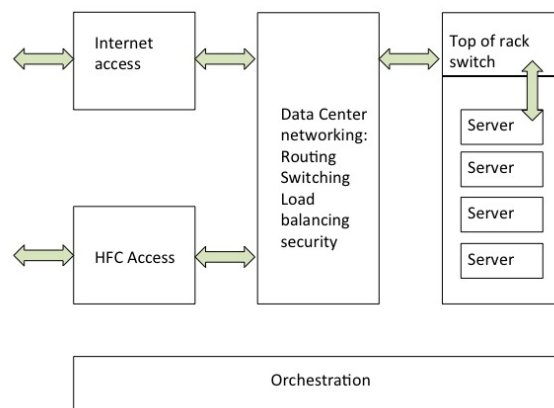 Internet
access
Data Center
networking:
Routing
Switching
Load
balancing
security
Top of rack
switch
Server
Server
Server
Server
HFC Access
Orchestration